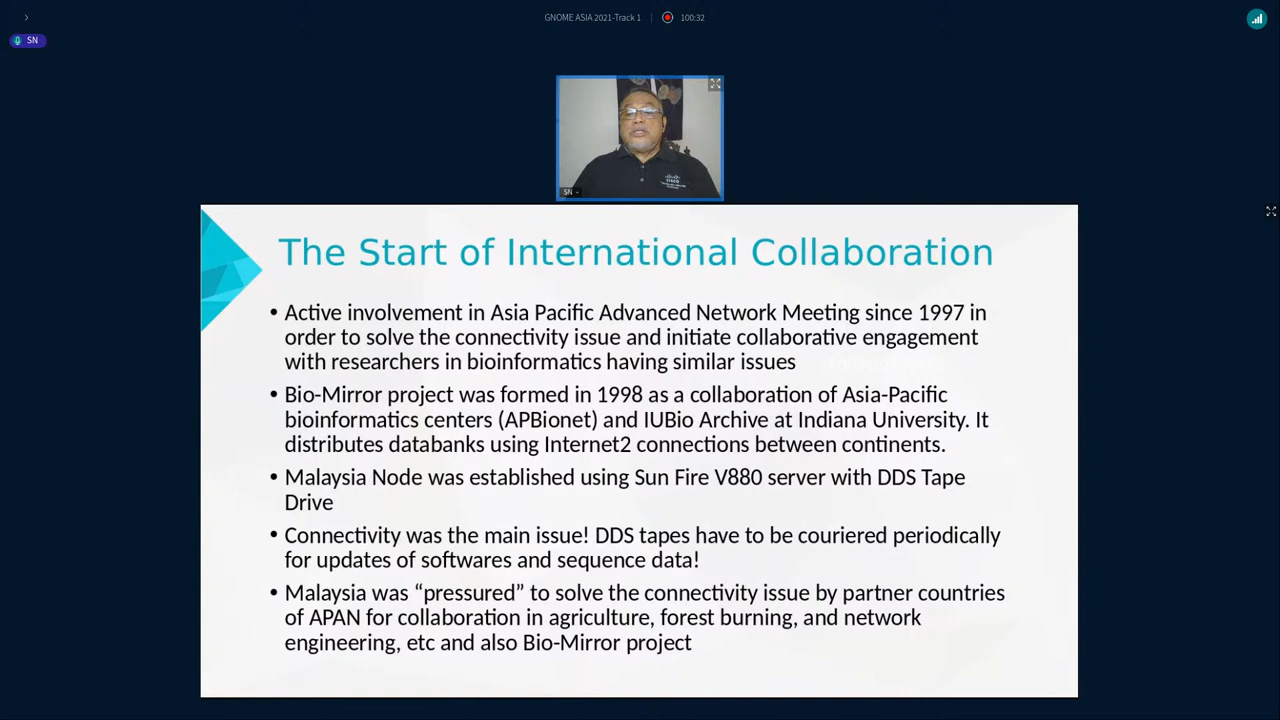 GNOME ASIA 2021-Track 1
100:32
SN
SN
The Start of International Collaboration
• Active involvement in Asia Pacific Advanced Network Meeting since 1997 in
order to solve the connectivity issue and initiate collaborative engagement
with researchers in bioinformatics having similar issues
• Bio-Mirror project was formed in 1998 as a collaboration of Asia-Pacific
bioinformatics centers (APBionet) and IUBio Archive at Indiana University. It
distributes databanks using Internet2 connections between continents.
• Malaysia Node was established using Sun Fire V880 server with DDS Tape
Drive
• Connectivity was the main issue! DDS tapes have to be couriered periodically
for updates of softwares and sequence data!
• Malaysia was “pressured” to solve the connectivity issue by partner countries
of APAN for collaboration in agriculture, forest burning, and network
engineering, etc and also Bio-Mirror project